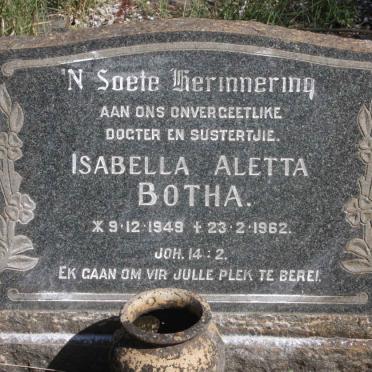 'N Soete Herinnering
AAN ONS ONVERGEETLIKE
DOGTER EN SUSTERTJIE.
ISABELLA ALETTA
BOTHA.
* 9·12·1949 + 23·2·1962.
JOH. 14:2.
EK GAAN OM VIR JULLE PLEK TE BEREI.